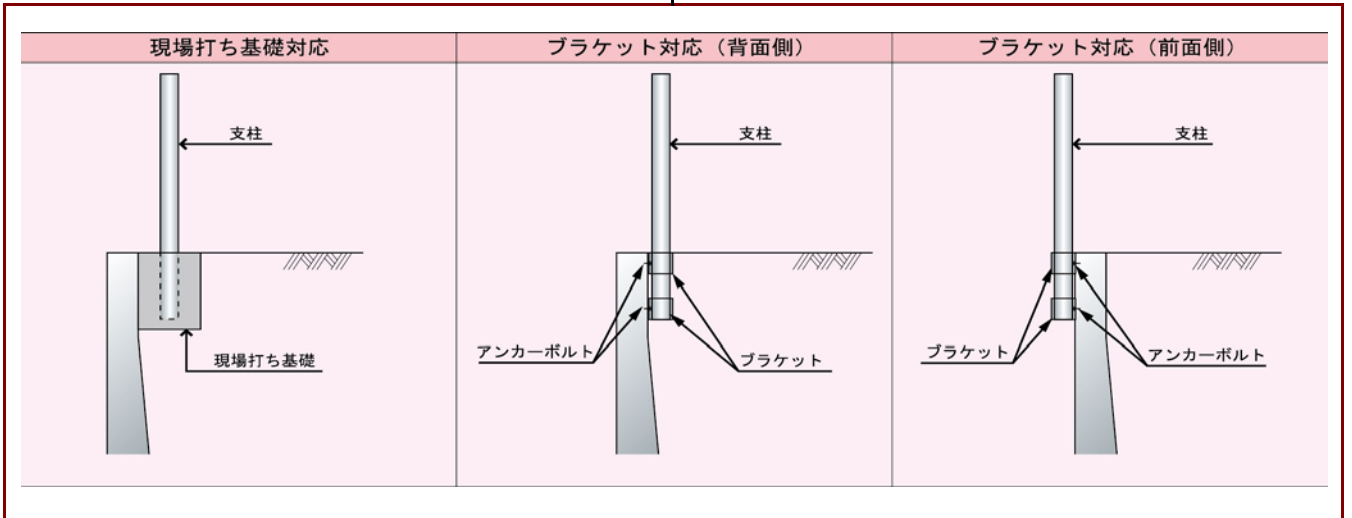 現場打ち基礎対応
ブラケット対応（背面側）
ブラケット対応（前面側）
支柱
現場打ち基礎
支柱
アンカーボルト
ブラケット
支柱
ブラケット
アンカーボルト